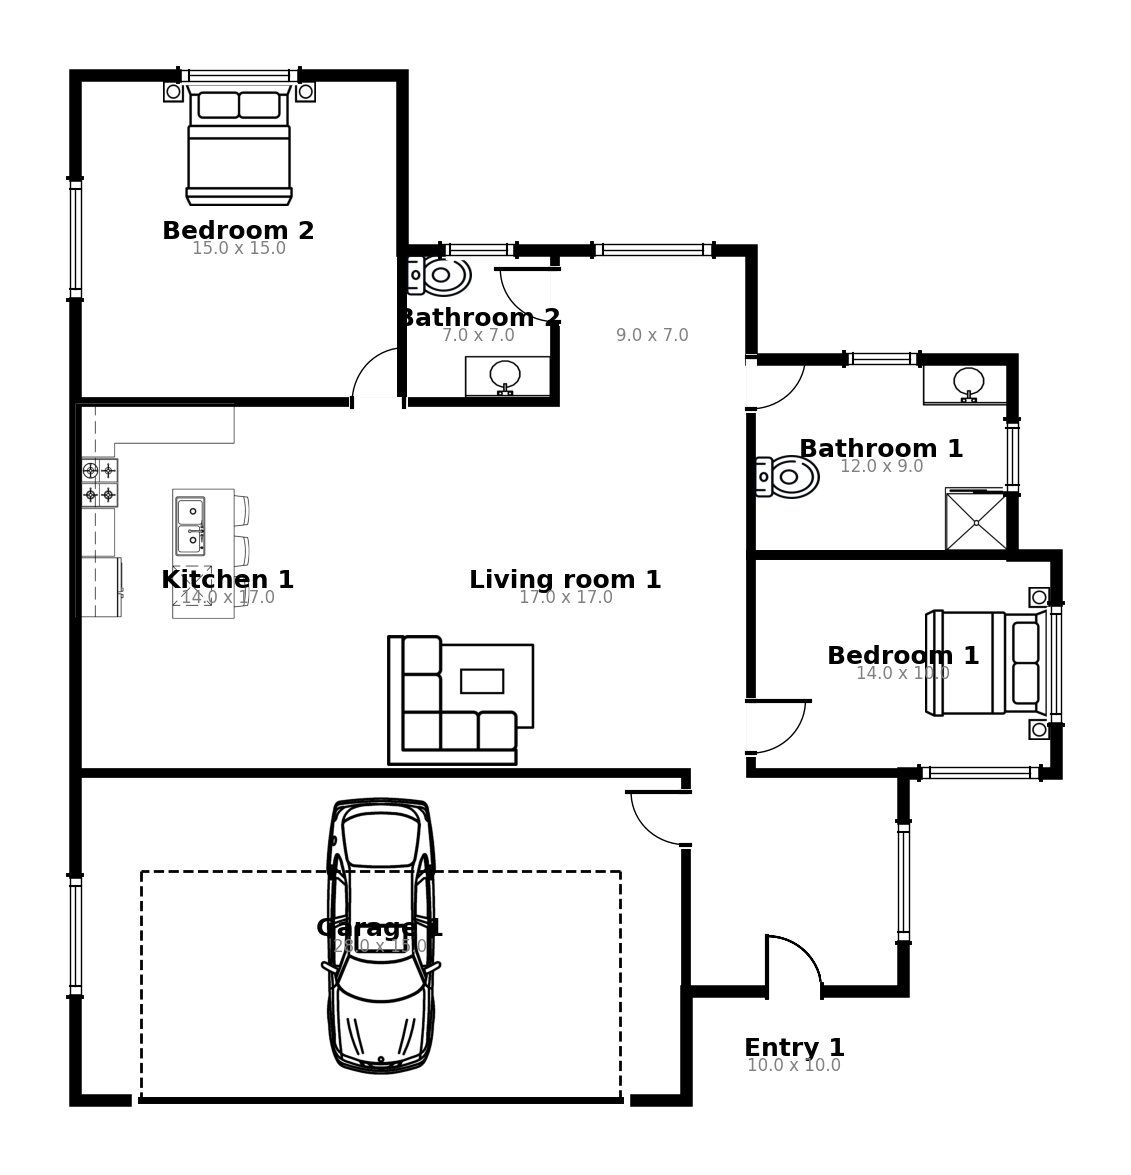 Bedroom 2
15.0 x 15.0
Bathroom 2
7.0 x 7.0
9.0 x 7.0
Bathroom 1
12.0 x 9.0
Kitchen 1
14.0 x 17.0
Living room 1
17.0 x 17.0
Bedroom 1
14.0 x 10.0
Garage 1
28.0 x 15.0
Entry 1
10.0 x 10.0